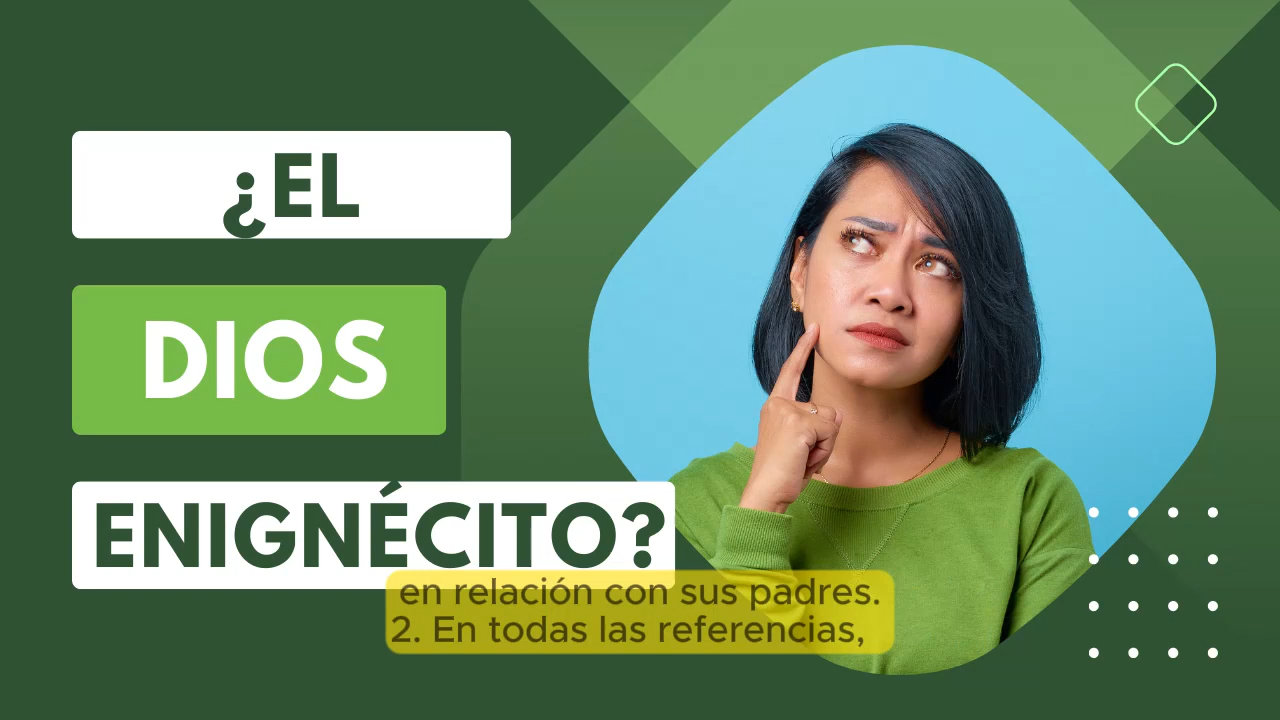 ¿EL
DIOS
ENIGNÉCITO?
en relación con sus padres.
2. En todas las referencias,